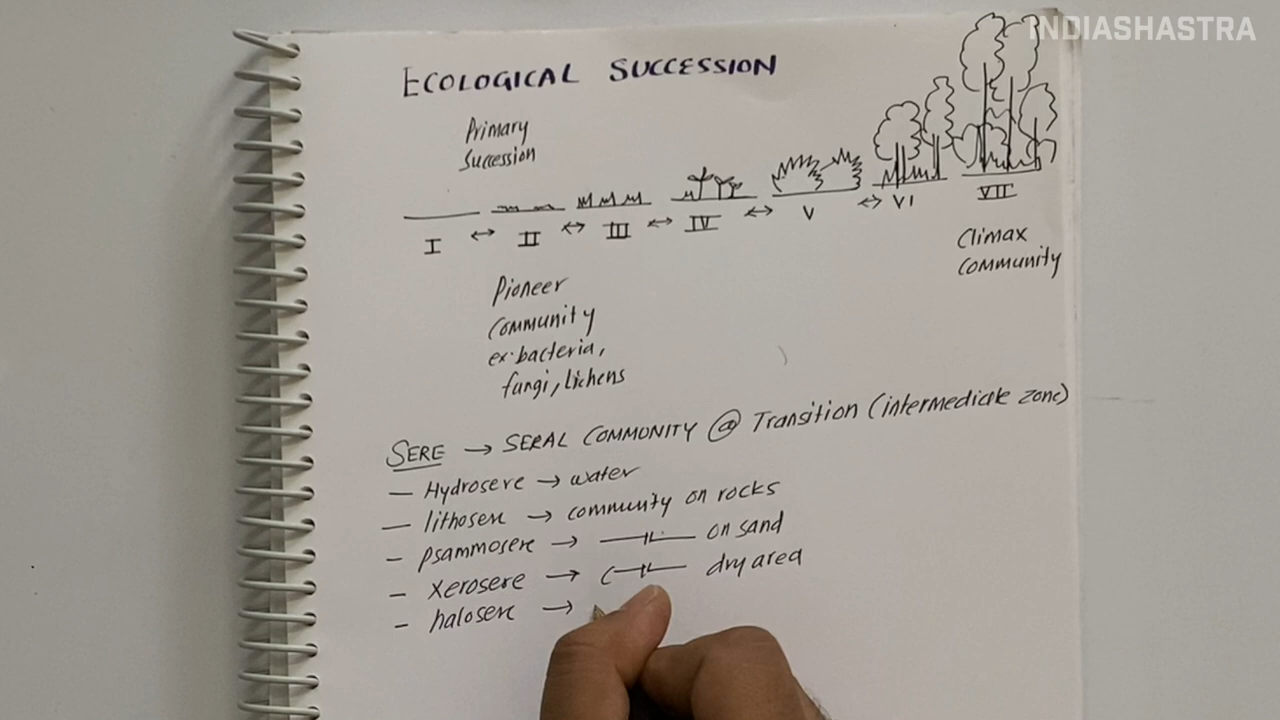 INDIASHASTRA
ECOLOGICAL SUCCESSION
Primary
Succession
I ↔ II ↔ III ↔ IV ↔ V ↔ VI VII
Climax
Community
Pioneer
Community
ex. bacteria,
fungi, lichens
SERE → SERAL COMMUNITY @ Transition (intermediate zone)
– Hydrosere → water
– lithosere → community on rocks
– psammosere → —〃— on sand
– xerosere → (—〃— dry area
– halosere →